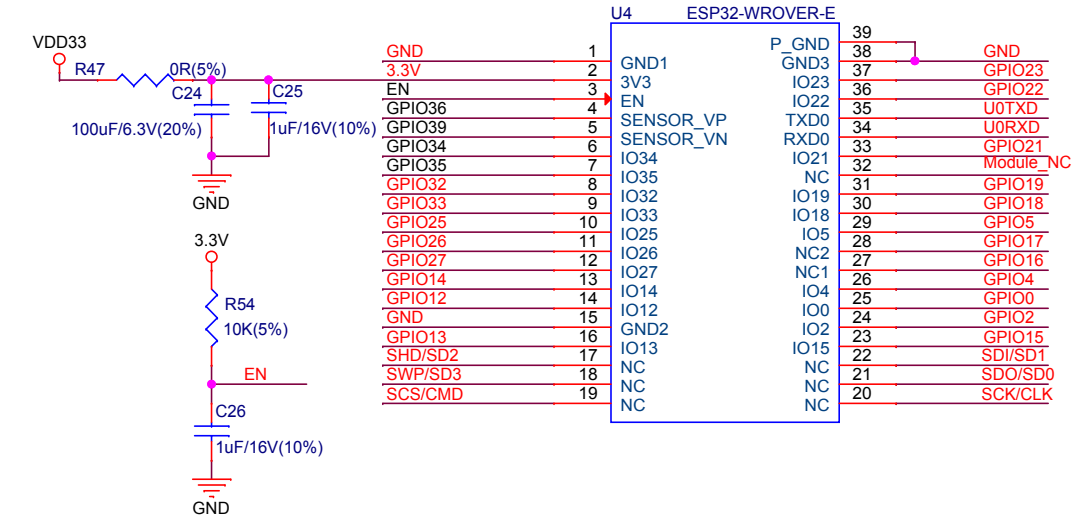 U4 ESP32-WROVER-E
VDD33
R47 0R(5%)
C24
100uF/6.3V(20%)
C25
1uF/16V(10%)
GND
3.3V
R54
10K(5%)
EN
C26
1uF/16V(10%)
GND
GND 1 GND1
3.3V 2 3V3
EN 3 EN
GPIO36 4 SENSOR_VP
GPIO39 5 SENSOR_VN
GPIO34 6 IO34
GPIO35 7 IO35
GPIO32 8 IO32
GPIO33 9 IO33
GPIO25 10 IO25
GPIO26 11 IO26
GPIO27 12 IO27
GPIO14 13 IO14
GPIO12 14 IO12
GND 15 GND2
GPIO13 16 IO13
SHD/SD2 17 NC
SWP/SD3 18 NC
SCS/CMD 19 NC
P_GND 39
GND3 38 GND
IO23 37 GPIO23
IO22 36 GPIO22
TXD0 35 U0TXD
RXD0 34 U0RXD
IO21 33 GPIO21
NC 32 Module_NC
IO19 31 GPIO19
IO18 30 GPIO18
IO5 29 GPIO5
NC2 28 GPIO17
NC1 27 GPIO16
IO4 26 GPIO4
IO0 25 GPIO0
IO2 24 GPIO2
IO15 23 GPIO15
NC 22 SDI/SD1
NC 21 SDO/SD0
NC 20 SCK/CLK